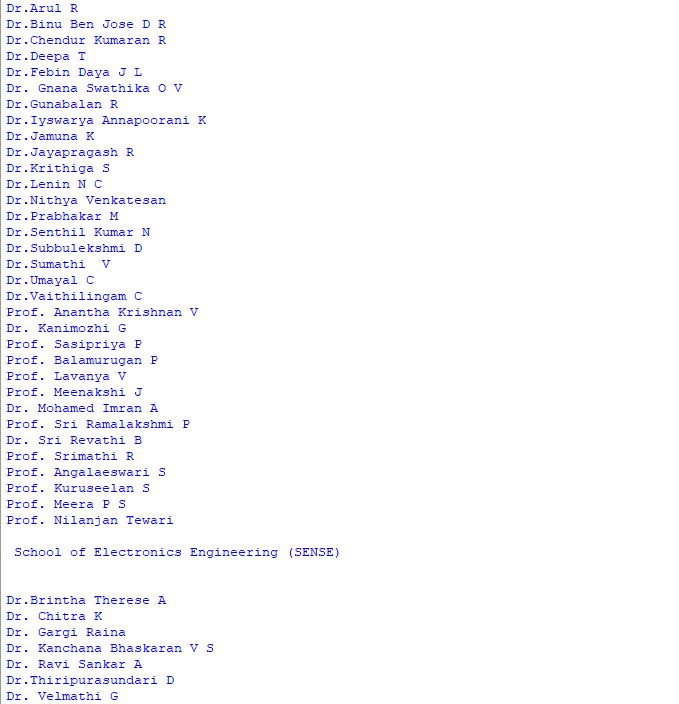 Dr.Arul R
Dr.Binu Ben Jose D R
Dr.Chendur Kumaran R
Dr.Deepa T
Dr.Febin Daya J L
Dr. Gnana Swathika O V
Dr.Gunabalan R
Dr.Iyswarya Annapoorani K
Dr.Jamuna K
Dr.Jayapragash R
Dr.Krithiga S
Dr.Lenin N C
Dr.Nithya Venkatesan
Dr.Prabhakar M
Dr.Senthil Kumar N
Dr.Subbulekshmi D
Dr.Sumathi  V
Dr.Umayal C
Dr.Vaithilingam C
Prof. Anantha Krishnan V
Dr. Kanimozhi G
Prof. Sasipriya P
Prof. Balamurugan P
Prof. Lavanya V
Prof. Meenakshi J
Dr. Mohamed Imran A
Prof. Sri Ramalakshmi P
Dr. Sri Revathi B
Prof. Srimathi R
Prof. Angalaeswari S
Prof. Kuruseelan S
Prof. Meera P S
Prof. Nilanjan Tewari
School of Electronics Engineering (SENSE)
Dr.Brintha Therese A
Dr. Chitra K
Dr. Gargi Raina
Dr. Kanchana Bhaskaran V S
Dr. Ravi Sankar A
Dr.Thiripurasundari D
Dr. Velmathi G